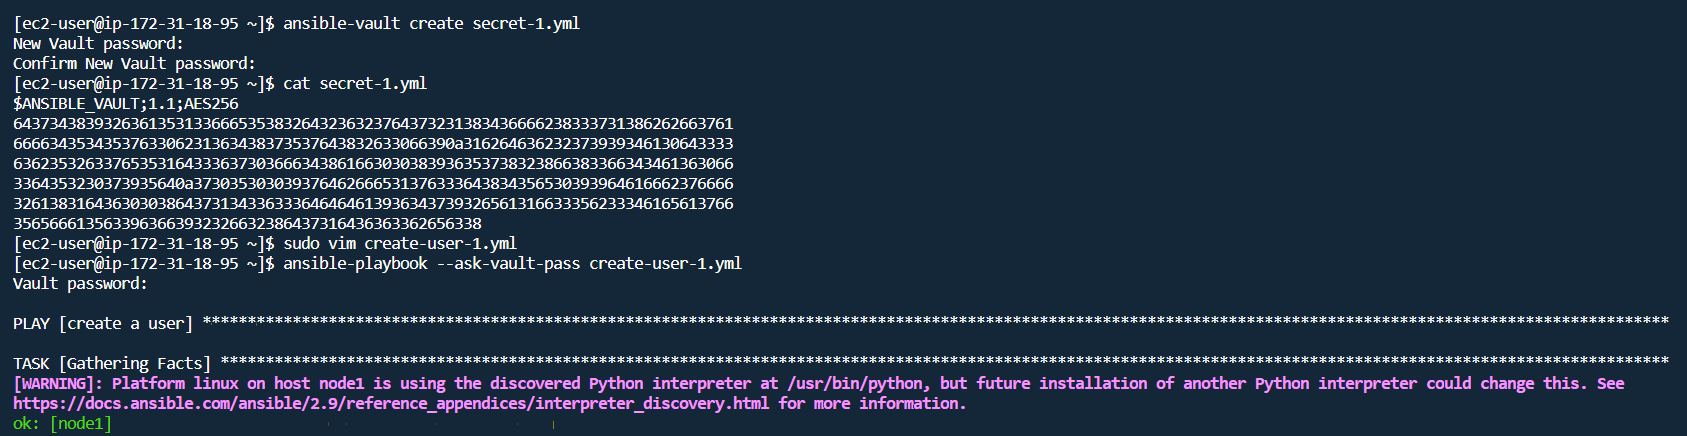 [ec2-user@ip-172-31-18-95 ~]$ ansible-vault create secret-1.yml
New Vault password:
Confirm New Vault password:
[ec2-user@ip-172-31-18-95 ~]$ cat secret-1.yml
$ANSIBLE_VAULT;1.1;AES256
64373438393263613531336665353832643236323764373231383436666238333731386262663761
6666343534353763306231363438373537643832633066390a316264636232373939346130643333
63623532633765353164333637303666343861663030383936353738323866383366343461363066
3364353230373935640a373035303039376462666531376333643834356530393964616662376666
32613831643630303864373134336333646464613936343739326561316633356233346165613766
3565666135633963663932326632386437316436363362656338
[ec2-user@ip-172-31-18-95 ~]$ sudo vim create-user-1.yml
[ec2-user@ip-172-31-18-95 ~]$ ansible-playbook --ask-vault-pass create-user-1.yml
Vault password:
PLAY [create a user] *******************************************************************************************************************************************************************
TASK [Gathering Facts] *****************************************************************************************************************************************************************
[WARNING]: Platform linux on host node1 is using the discovered Python interpreter at /usr/bin/python, but future installation of another Python interpreter could change this. See
https://docs.ansible.com/ansible/2.9/reference_appendices/interpreter_discovery.html for more information.
ok: [node1]